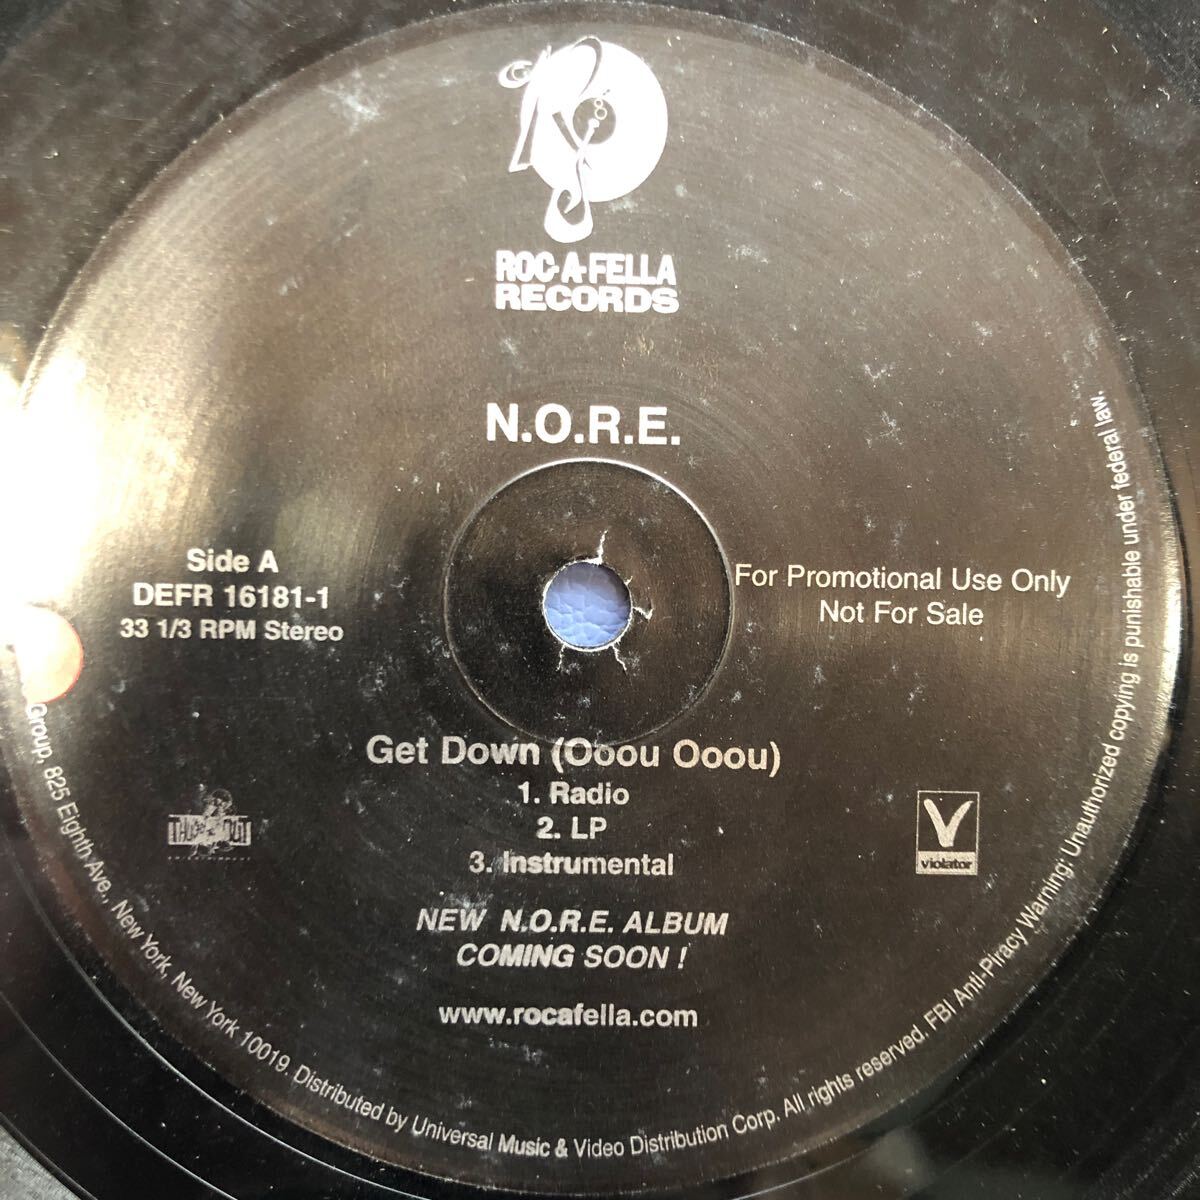 ROC-A-FELLA
RECORDS
N.O.R.E.
Side A
DEFR 16181-1
33 1/3 RPM Stereo
For Promotional Use Only
Not For Sale
Get Down (Ooou Ooou)
1. Radio
2. LP
3. Instrumental
NEW N.O.R.E. ALBUM
COMING SOON !
www.rocafella.com
violator
Group, 825 Eighth Ave., New York, New York 10019. Distributed by Universal Music & Video Distribution Corp. All rights reserved. FBI Anti-Piracy Warning: Unauthorized copying is punishable under federal law.